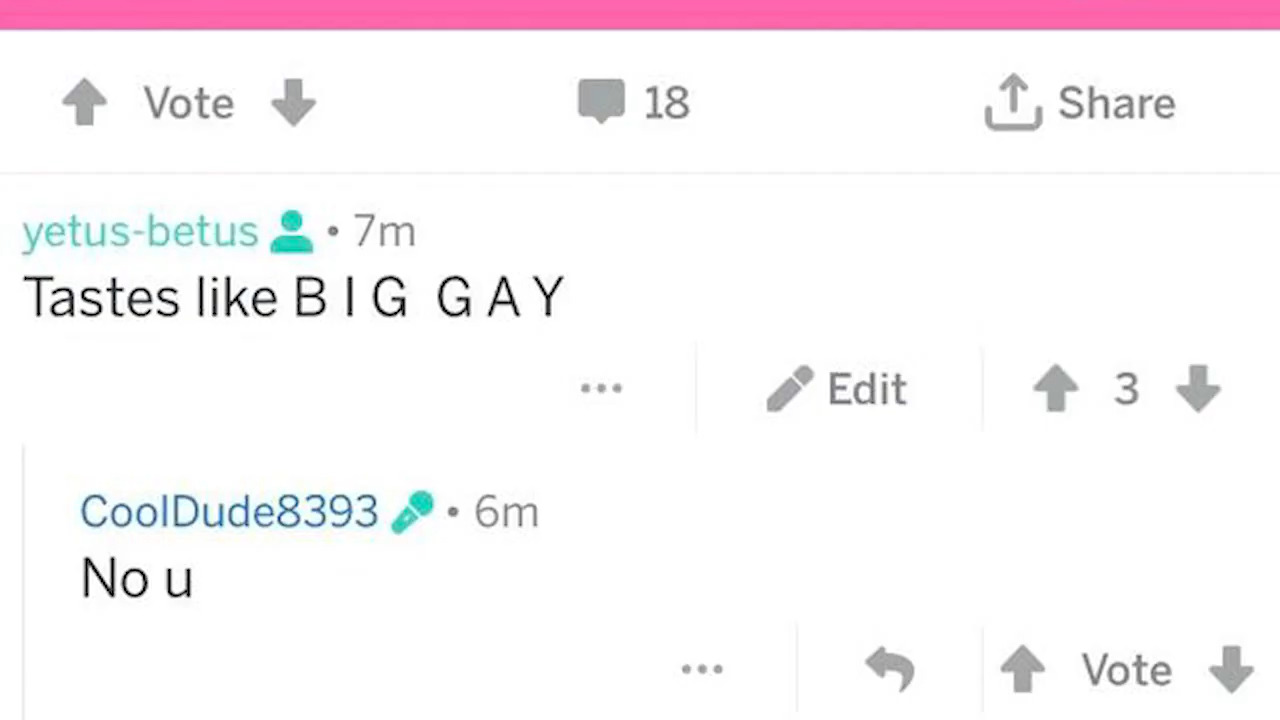 Vote 18 Share
yetus-betus • 7m
Tastes like B I G G A Y
... Edit 3
CoolDude8393 • 6m
No u
... Vote